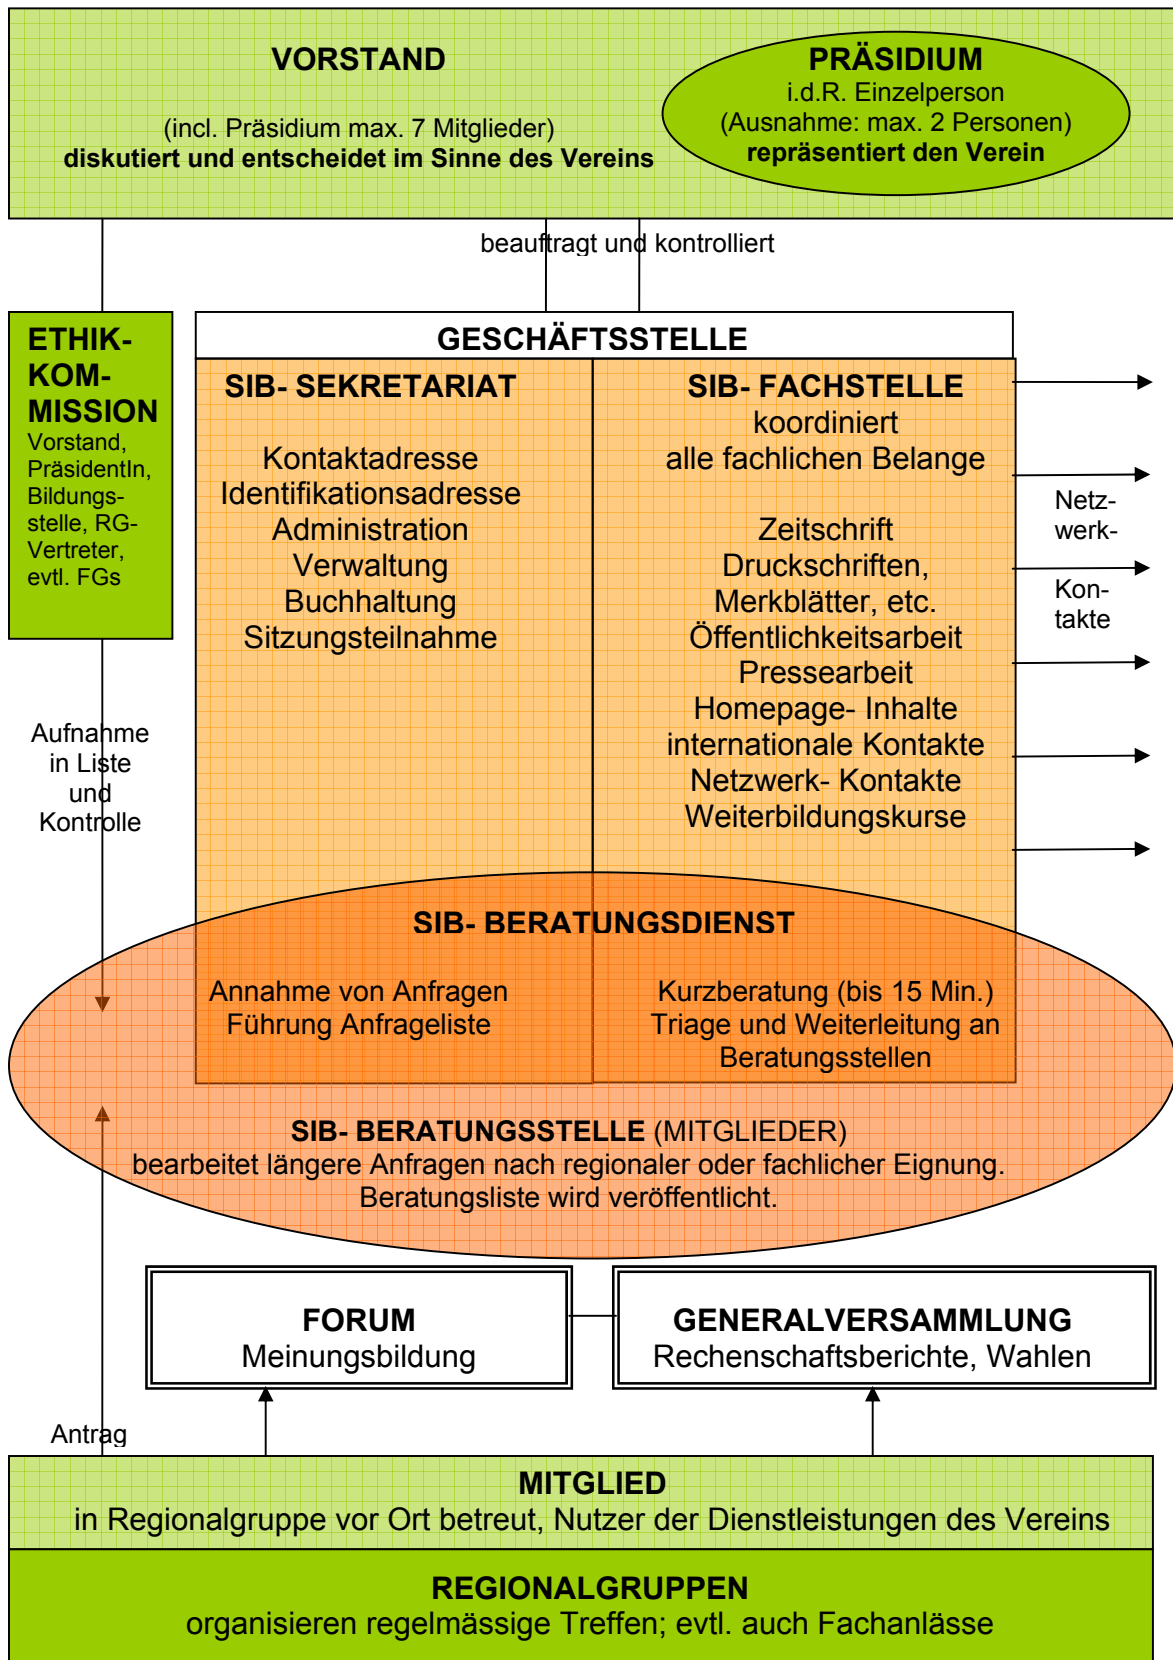 VORSTAND
(incl. Präsidium max. 7 Mitglieder)
diskutiert und entscheidet im Sinne des Vereins
PRÄSIDIUM
i.d.R. Einzelperson
(Ausnahme: max. 2 Personen)
repräsentiert den Verein
beauftragt und kontrolliert
ETHIK-
KOM-
MISSION
Vorstand,
PräsidentIn,
Bildungs-
stelle, RG-
Vertreter,
evtl. FGs
GESCHÄFTSSTELLE
SIB- SEKRETARIAT
Kontaktadresse
Identifikationsadresse
Administration
Verwaltung
Buchhaltung
Sitzungsteilnahme
SIB- FACHSTELLE
koordiniert
alle fachlichen Belange
Zeitschrift
Druckschriften,
Merkblätter, etc.
Öffentlichkeitsarbeit
Pressearbeit
Homepage- Inhalte
internationale Kontakte
Netzwerk- Kontakte
Weiterbildungskurse
Netz-
werk-
Kon-
takte
Aufnahme
in Liste
und
Kontrolle
SIB- BERATUNGSDIENST
Annahme von Anfragen
Führung Anfrageliste
Kurzberatung (bis 15 Min.)
Triage und Weiterleitung an
Beratungsstellen
SIB- BERATUNGSSTELLE (MITGLIEDER)
bearbeitet längere Anfragen nach regionaler oder fachlicher Eignung.
Beratungsliste wird veröffentlicht.
FORUM
Meinungsbildung
GENERALVERSAMMLUNG
Rechenschaftsberichte, Wahlen
Antrag
MITGLIED
in Regionalgruppe vor Ort betreut, Nutzer der Dienstleistungen des Vereins
REGIONALGRUPPEN
organisieren regelmässige Treffen; evtl. auch Fachanlässe